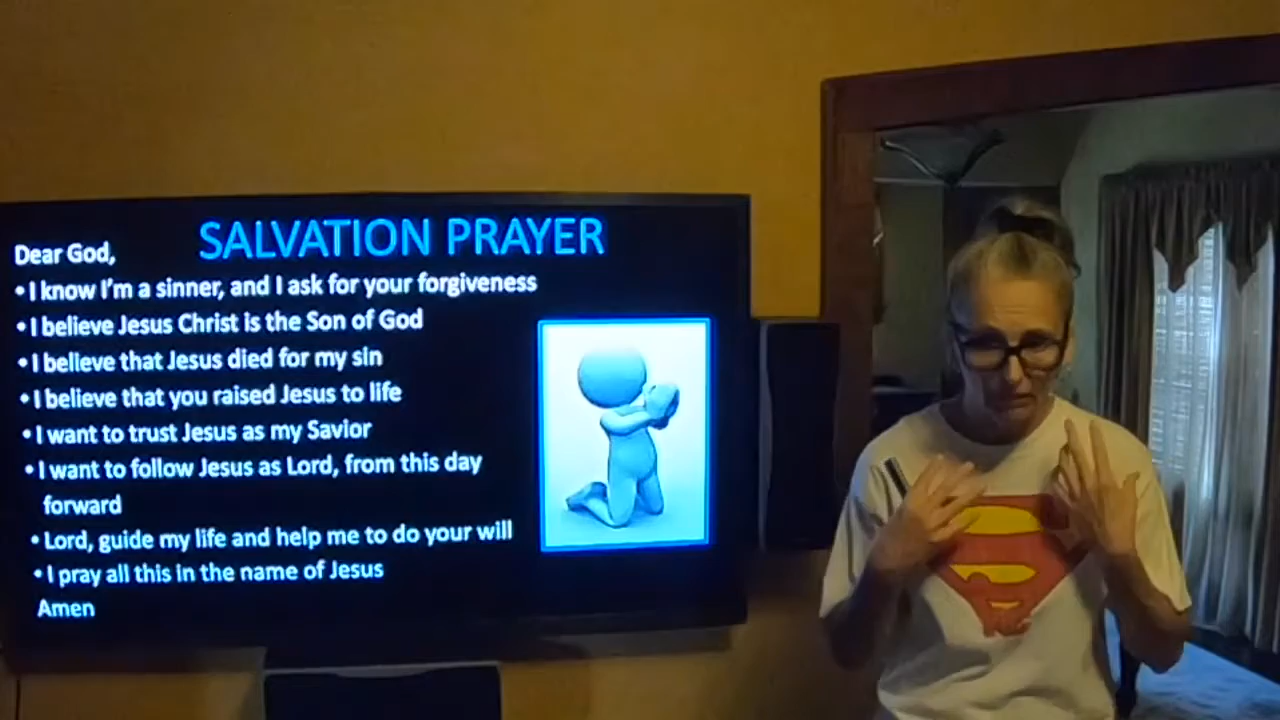 SALVATION PRAYER
Dear God,
• I know I'm a sinner, and I ask for your forgiveness
• I believe Jesus Christ is the Son of God
• I believe that Jesus died for my sin
• I believe that you raised Jesus to life
• I want to trust Jesus as my Savior
• I want to follow Jesus as Lord, from this day
forward
• Lord, guide my life and help me to do your will
• I pray all this in the name of Jesus
Amen